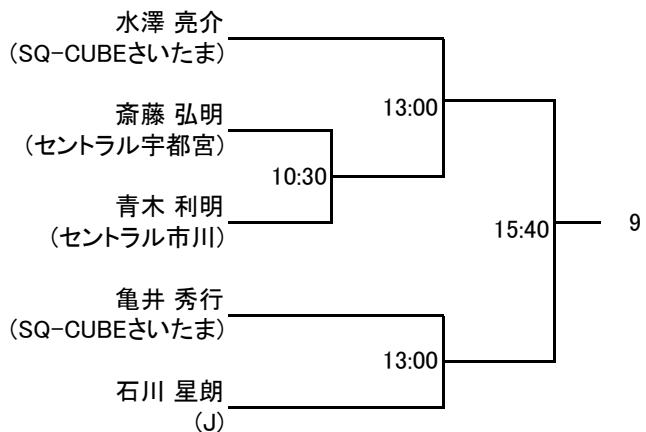 水澤 亮介
(SQ-CUBEさいたま)
13:00
斎藤 弘明
(セントラル宇都宮)
10:30
青木 利明
(セントラル市川)
15:40
9
亀井 秀行
(SQ-CUBEさいたま)
13:00
石川 星朗
(J)